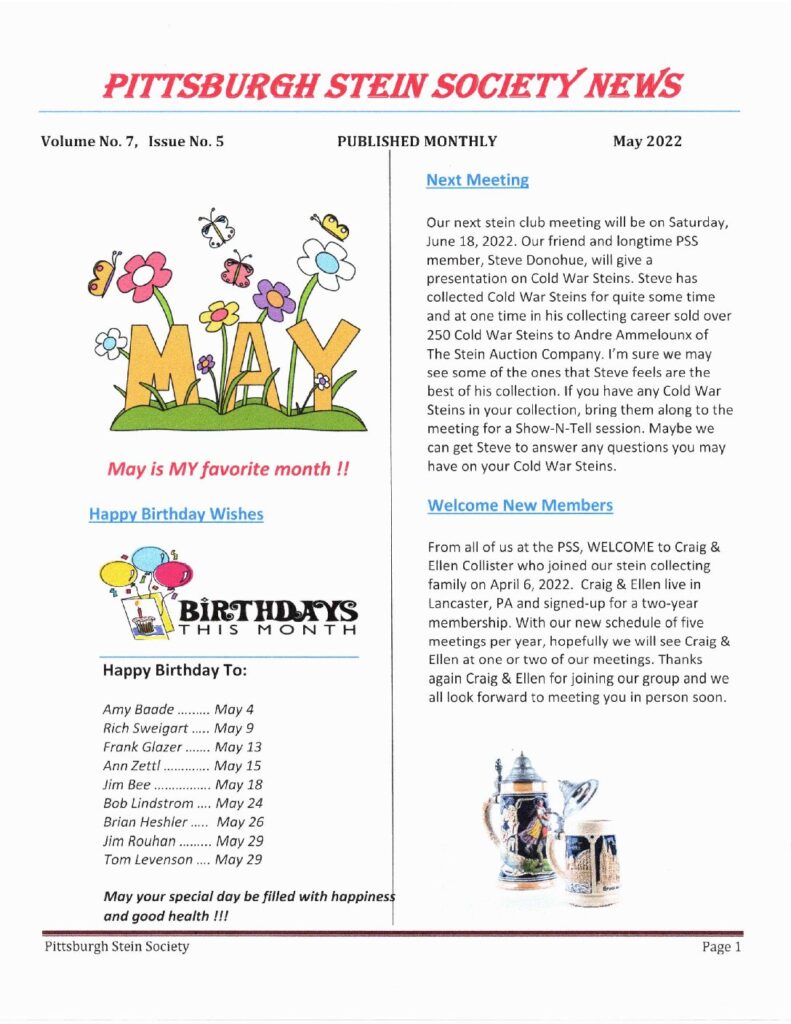 PITTSBURGH STEIN SOCIETY NEWS
Volume No. 7, Issue No. 5 PUBLISHED MONTHLY May 2022
MAY
May is MY favorite month !!
Happy Birthday Wishes
BIRTHDAYS
THIS MONTH
Happy Birthday To:
Amy Baade ......... May 4
Rich Sweigart ..... May 9
Frank Glazer ....... May 13
Ann Zettl ............. May 15
Jim Bee ................ May 18
Bob Lindstrom .... May 24
Brian Heshler ..... May 26
Jim Rouhan ......... May 29
Tom Levenson .... May 29
May your special day be filled with happiness
and good health !!!
Next Meeting
Our next stein club meeting will be on Saturday,
June 18, 2022. Our friend and longtime PSS
member, Steve Donohue, will give a
presentation on Cold War Steins. Steve has
collected Cold War Steins for quite some time
and at one time in his collecting career sold over
250 Cold War Steins to Andre Ammelounx of
The Stein Auction Company. I'm sure we may
see some of the ones that Steve feels are the
best of his collection. If you have any Cold War
Steins in your collection, bring them along to the
meeting for a Show-N-Tell session. Maybe we
can get Steve to answer any questions you may
have on your Cold War Steins.
Welcome New Members
From all of us at the PSS, WELCOME to Craig &
Ellen Collister who joined our stein collecting
family on April 6, 2022. Craig & Ellen live in
Lancaster, PA and signed-up for a two-year
membership. With our new schedule of five
meetings per year, hopefully we will see Craig &
Ellen at one or two of our meetings. Thanks
again Craig & Ellen for joining our group and we
all look forward to meeting you in person soon.
Pittsburgh Stein Society Page 1